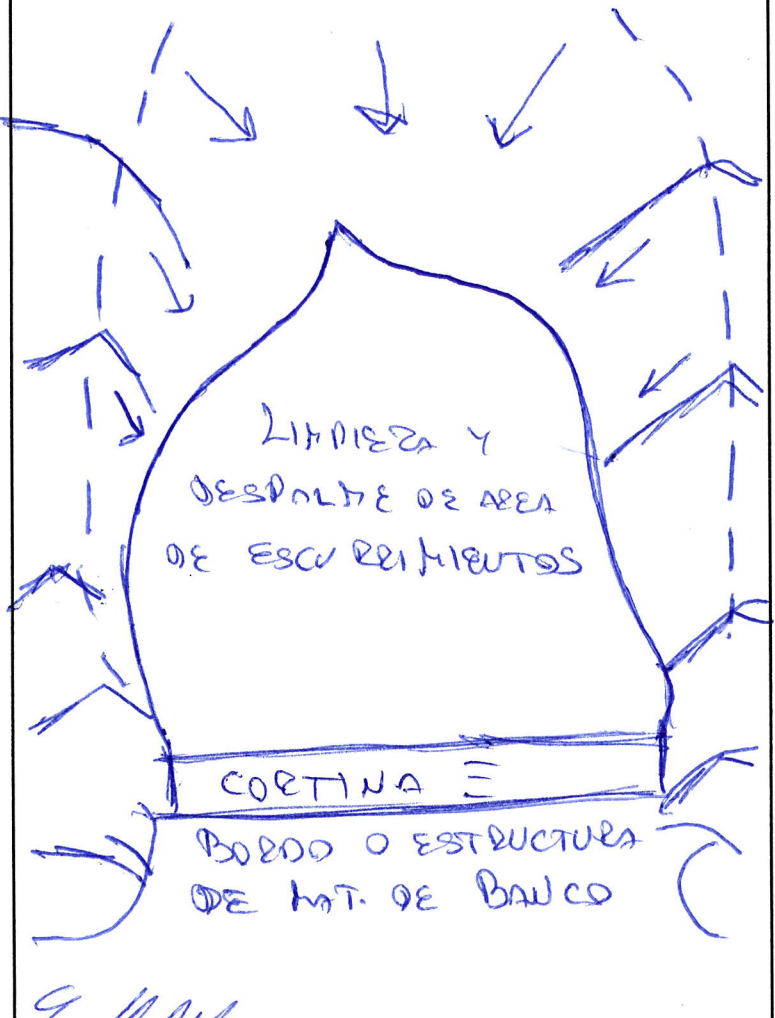 LIMPIEZA Y
DESPALME DE AREA
DE ESCURRIMIENTOS
CORTINA Ξ
BORDO O ESTRUCTURA
DE MAT. DE BANCO